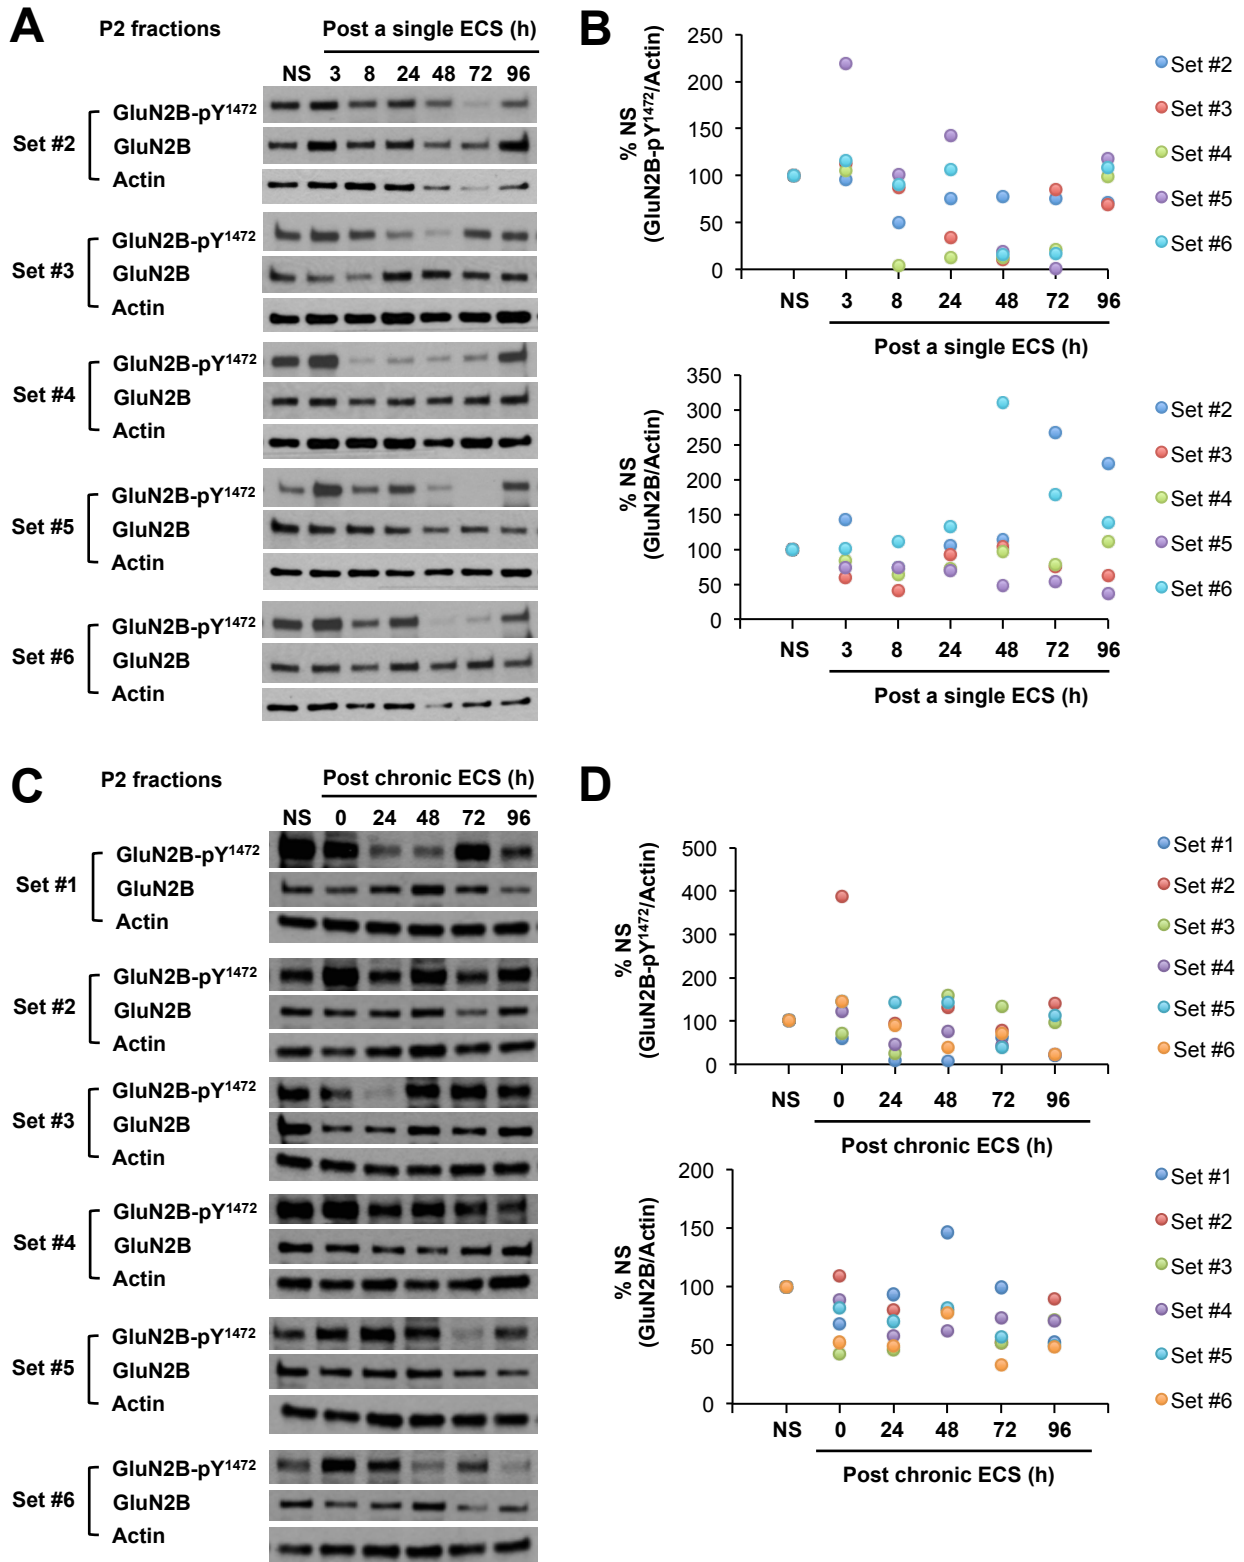 A
P2 fractions
Post a single ECS (h)
NS 3 8 24 48 72 96
Set #2
GluN2B-pY1472
GluN2B
Actin
Set #3
GluN2B-pY1472
GluN2B
Actin
Set #4
GluN2B-pY1472
GluN2B
Actin
Set #5
GluN2B-pY1472
GluN2B
Actin
Set #6
GluN2B-pY1472
GluN2B
Actin
B
% NS
(GluN2B-pY1472/Actin)
250
200
150
100
50
0
NS 3 8 24 48 72 96
Post a single ECS (h)
Set #2
Set #3
Set #4
Set #5
Set #6
% NS
(GluN2B/Actin)
350
300
250
200
150
100
50
0
NS 3 8 24 48 72 96
Post a single ECS (h)
Set #2
Set #3
Set #4
Set #5
Set #6
C
P2 fractions
Post chronic ECS (h)
NS 0 24 48 72 96
Set #1
GluN2B-pY1472
GluN2B
Actin
Set #2
GluN2B-pY1472
GluN2B
Actin
Set #3
GluN2B-pY1472
GluN2B
Actin
Set #4
GluN2B-pY1472
GluN2B
Actin
Set #5
GluN2B-pY1472
GluN2B
Actin
Set #6
GluN2B-pY1472
GluN2B
Actin
D
% NS
(GluN2B-pY1472/Actin)
500
400
300
200
100
0
NS 0 24 48 72 96
Post chronic ECS (h)
Set #1
Set #2
Set #3
Set #4
Set #5
Set #6
% NS
(GluN2B/Actin)
200
150
100
50
0
NS 0 24 48 72 96
Post chronic ECS (h)
Set #1
Set #2
Set #3
Set #4
Set #5
Set #6